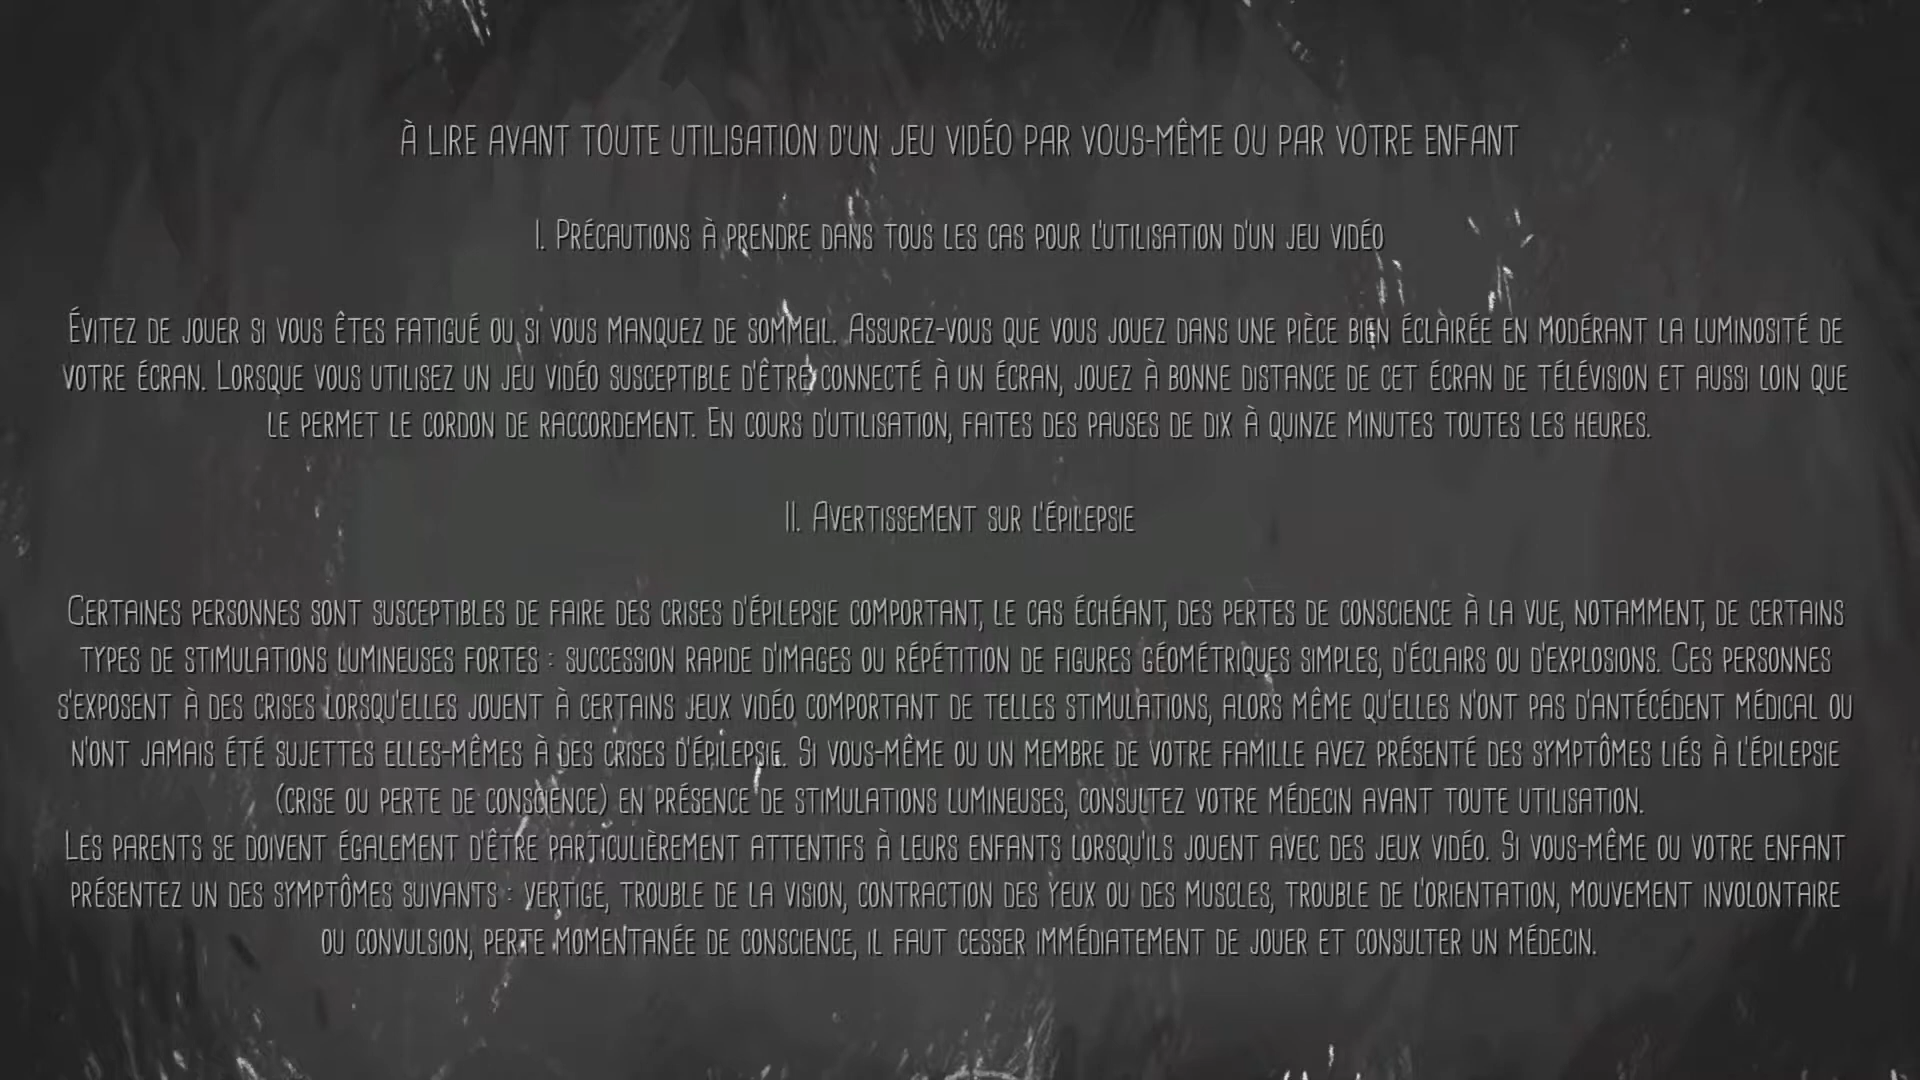 À LIRE AVANT TOUTE UTILISATION D'UN JEU VIDÉO PAR VOUS-MÊME OU PAR VOTRE ENFANT
I. Précautions à prendre dans tous les cas pour l'utilisation d'un jeu vidéo
Évitez de jouer si vous êtes fatigué ou si vous manquez de sommeil. Assurez-vous que vous jouez dans une pièce bien éclairée en modérant la luminosité de
votre écran. Lorsque vous utilisez un jeu vidéo susceptible d'être connecté à un écran, jouez à bonne distance de cet écran de télévision et aussi loin que
le permet le cordon de raccordement. En cours d'utilisation, faites des pauses de dix à quinze minutes toutes les heures.
II. Avertissement sur l'épilepsie
Certaines personnes sont susceptibles de faire des crises d'épilepsie comportant, le cas échéant, des pertes de conscience à la vue, notamment, de certains
types de stimulations lumineuses fortes : succession rapide d'images ou répétition de figures géométriques simples, d'éclairs ou d'explosions. Ces personnes
s'exposent à des crises lorsqu'elles jouent à certains jeux vidéo comportant de telles stimulations, alors même qu'elles n'ont pas d'antécédent médical ou
n'ont jamais été sujettes elles-mêmes à des crises d'épilepsie. Si vous-même ou un membre de votre famille avez présenté des symptômes liés à l'épilepsie
(crise ou perte de conscience) en présence de stimulations lumineuses, consultez votre médecin avant toute utilisation.
Les parents se doivent également d'être particulièrement attentifs à leurs enfants lorsqu'ils jouent avec des jeux vidéo. Si vous-même ou votre enfant
présentez un des symptômes suivants : vertige, trouble de la vision, contraction des yeux ou des muscles, trouble de l'orientation, mouvement involontaire
ou convulsion, perte momentanée de conscience, il faut cesser immédiatement de jouer et consulter un médecin.